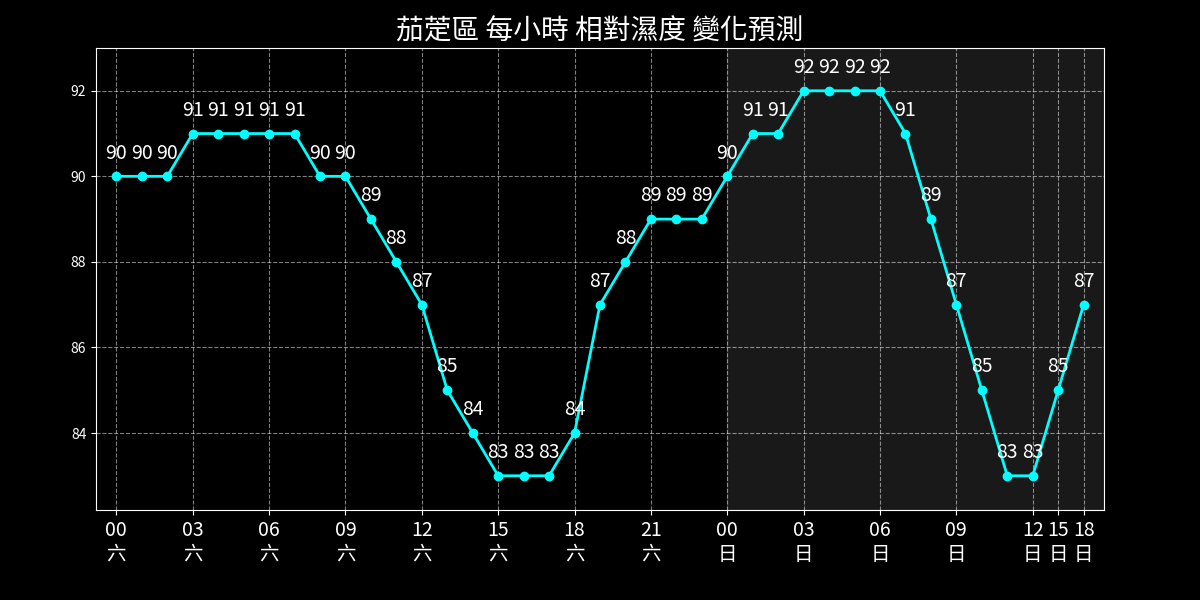 茄萣區 每小時 相對濕度 變化預測
92 92 92 92
92
91 91 91 91 91 91 91 91
90 90 90 90 90 90
90
89 89 89 89 89
88 88
88
87 87 87 87
86
85 85 85
84 84
84
83 83 83 83 83
00 03 06 09 12 15 18 21 00 03 06 09 12 15 18
六 六 六 六 六 六 六 六 日 日 日 日 日 日 日